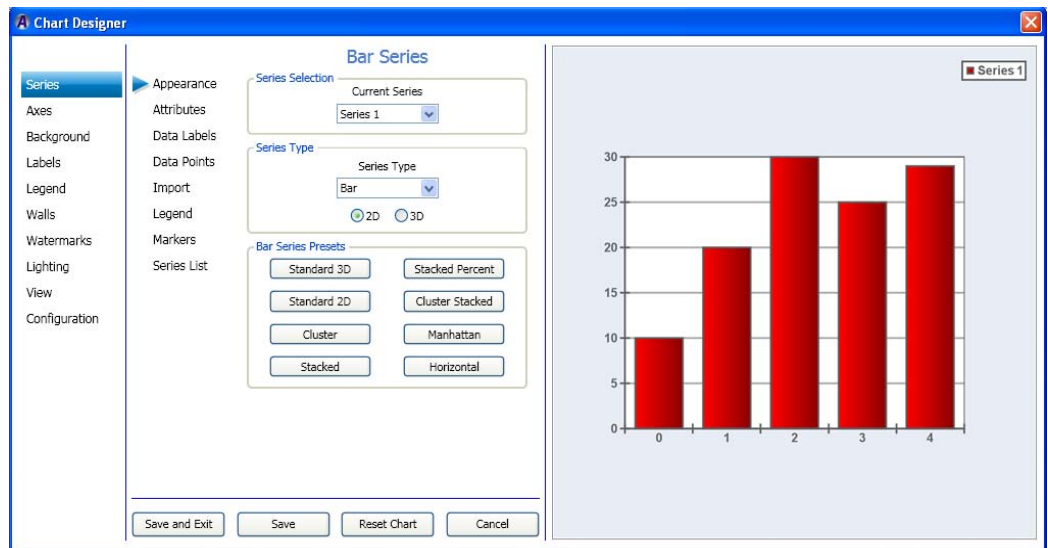 Chart Designer
Series
Axes
Background
Labels
Legend
Walls
Watermarks
Lighting
View
Configuration
Appearance
Attributes
Data Labels
Data Points
Import
Legend
Markers
Series List
Bar Series
Series Selection
Current Series
Series 1
Series Type
Series Type
Bar
2D 3D
Bar Series Presets
Standard 3D Stacked Percent
Standard 2D Cluster Stacked
Cluster Manhattan
Stacked Horizontal
Save and Exit Save Reset Chart Cancel
Series 1
30
25
20
15
10
5
0
0 1 2 3 4